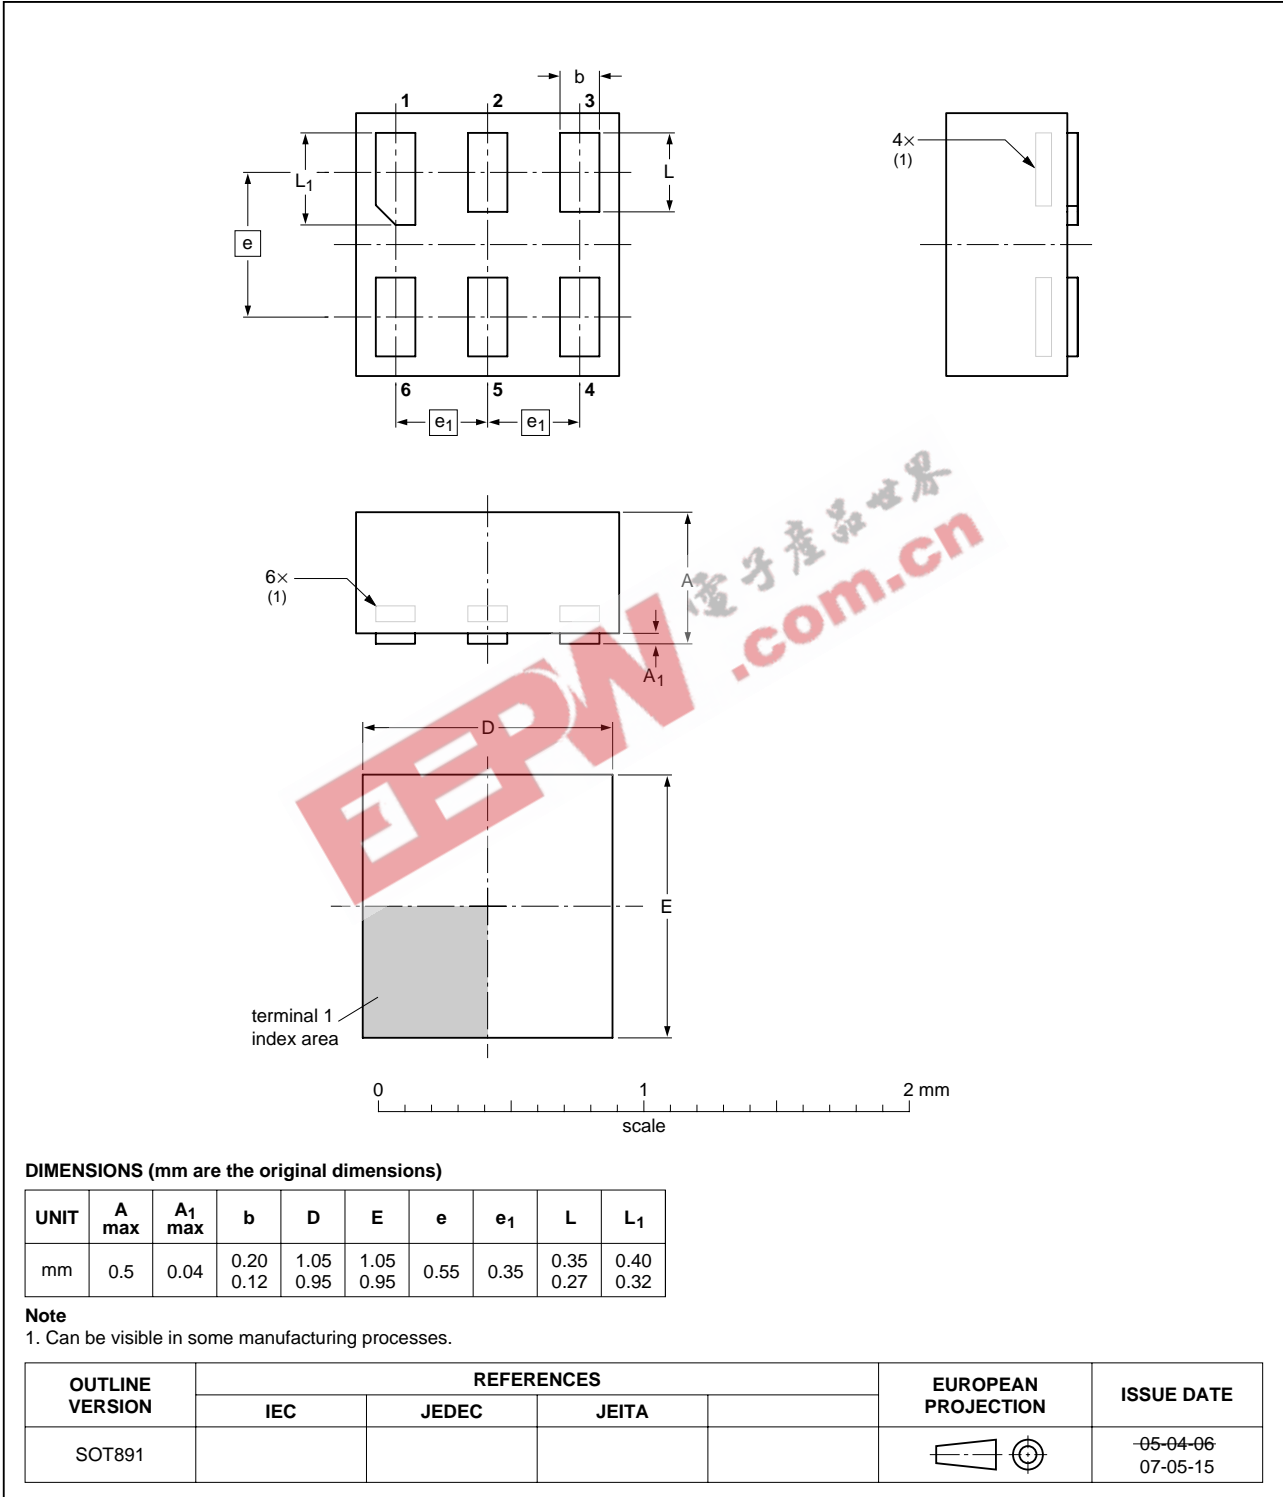 b
1 2 3
L1
L
e
6 5 4
e1 e1
4×
(1)
6×
(1)
A
A1
D
E
terminal 1
index area
0 1 2 mm
scale
EEPW
電子産品世界
.com.cn
DIMENSIONS (mm are the original dimensions)
UNIT A max A1 max b D E e e1 L L1
mm 0.5 0.04 0.20 0.12 1.05 0.95 1.05 0.95 0.55 0.35 0.35 0.27 0.40 0.32
Note
1. Can be visible in some manufacturing processes.
OUTLINE VERSION REFERENCES EUROPEAN PROJECTION ISSUE DATE
IEC JEDEC JEITA
SOT891 05-04-06
07-05-15